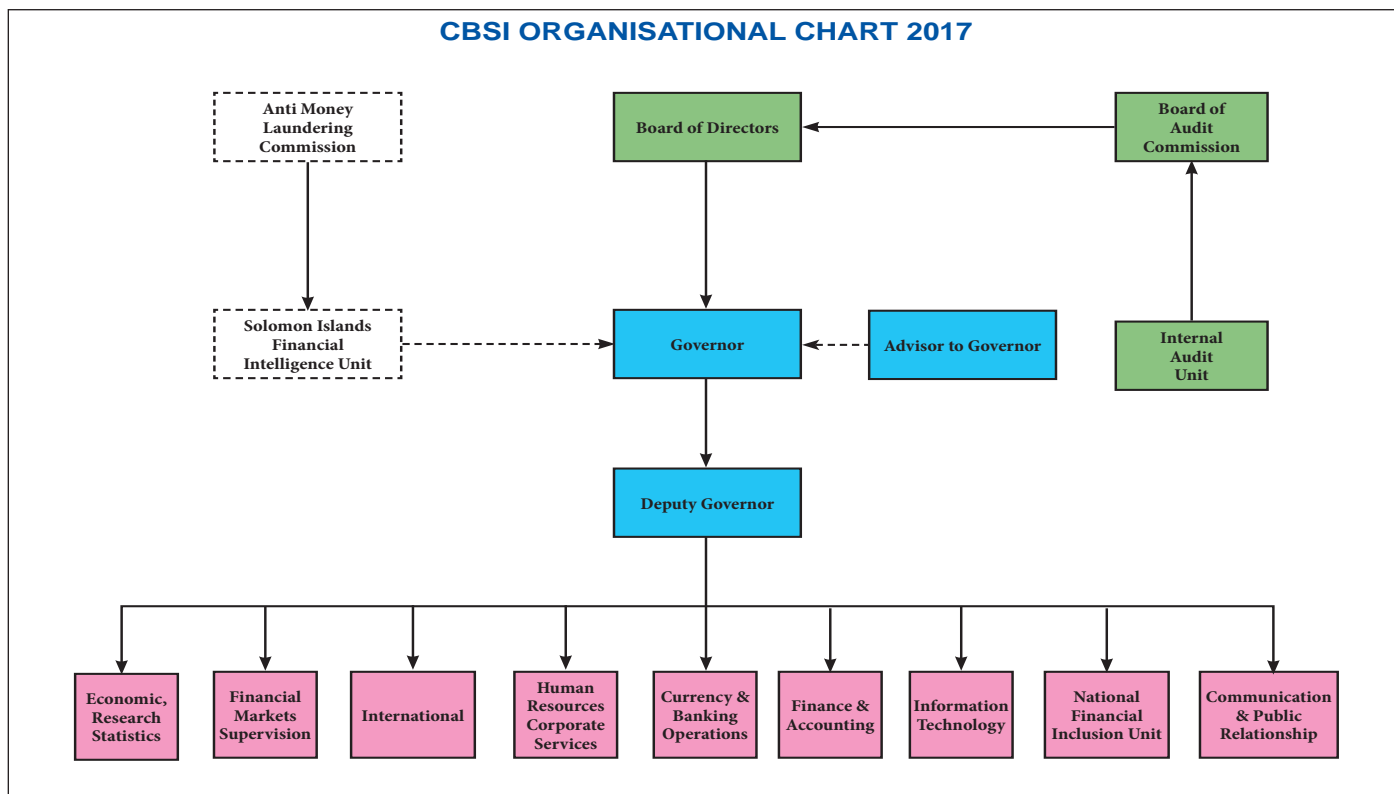 CBSI ORGANISATIONAL CHART 2017
Anti Money
Laundering
Commission
Board of Directors
Board of
Audit
Commission
Solomon Islands
Financial
Intelligence Unit
Governor
Advisor to Governor
Internal
Audit
Unit
Deputy Governor
Economic,
Research
Statistics
Financial
Markets
Supervision
International
Human
Resources
Corporate
Services
Currency &
Banking
Operations
Finance &
Accounting
Information
Technology
National
Financial
Inclusion Unit
Communication
& Public
Relationship